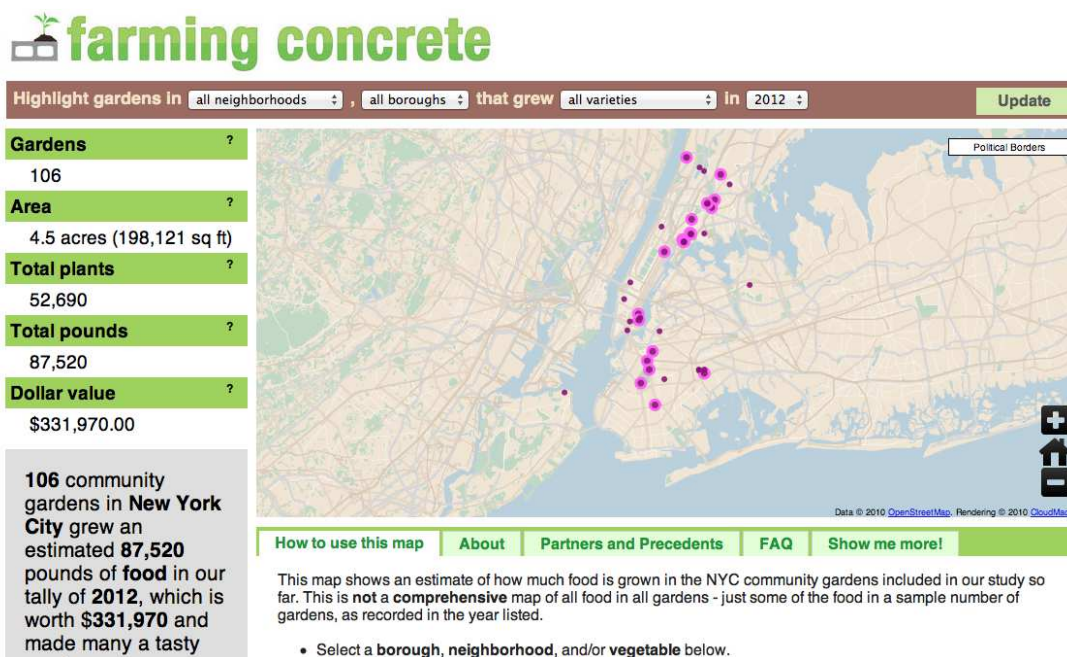 farming concrete
Highlight gardens in all neighborhoods , all boroughs that grew all varieties in 2012 Update
Gardens ?
106
Area ?
4.5 acres (198,121 sq ft)
Total plants ?
52,690
Total pounds ?
87,520
Dollar value ?
$331,970.00
106 community
gardens in New York
City grew an
estimated 87,520
pounds of food in our
tally of 2012, which is
worth $331,970 and
made many a tasty
Political Borders
Data © 2010 OpenStreetMap. Rendering © 2010 CloudMad
How to use this map About Partners and Precedents FAQ Show me more!
This map shows an estimate of how much food is grown in the NYC community gardens included in our study so
far. This is not a comprehensive map of all food in all gardens - just some of the food in a sample number of
gardens, as recorded in the year listed.
• Select a borough, neighborhood, and/or vegetable below.